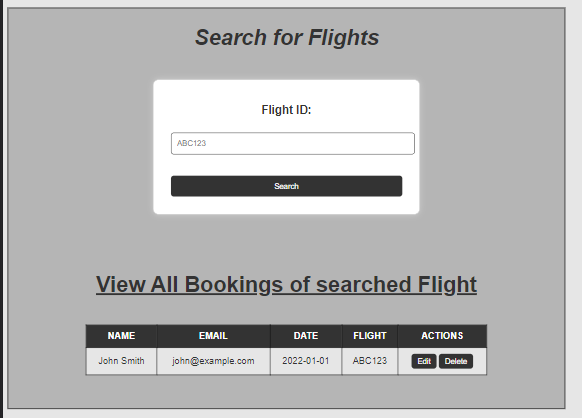 Search for Flights
Flight ID:
ABC123
Search
View All Bookings of searched Flight
NAME EMAIL DATE FLIGHT ACTIONS
John Smith john@example.com 2022-01-01 ABC123 Edit Delete